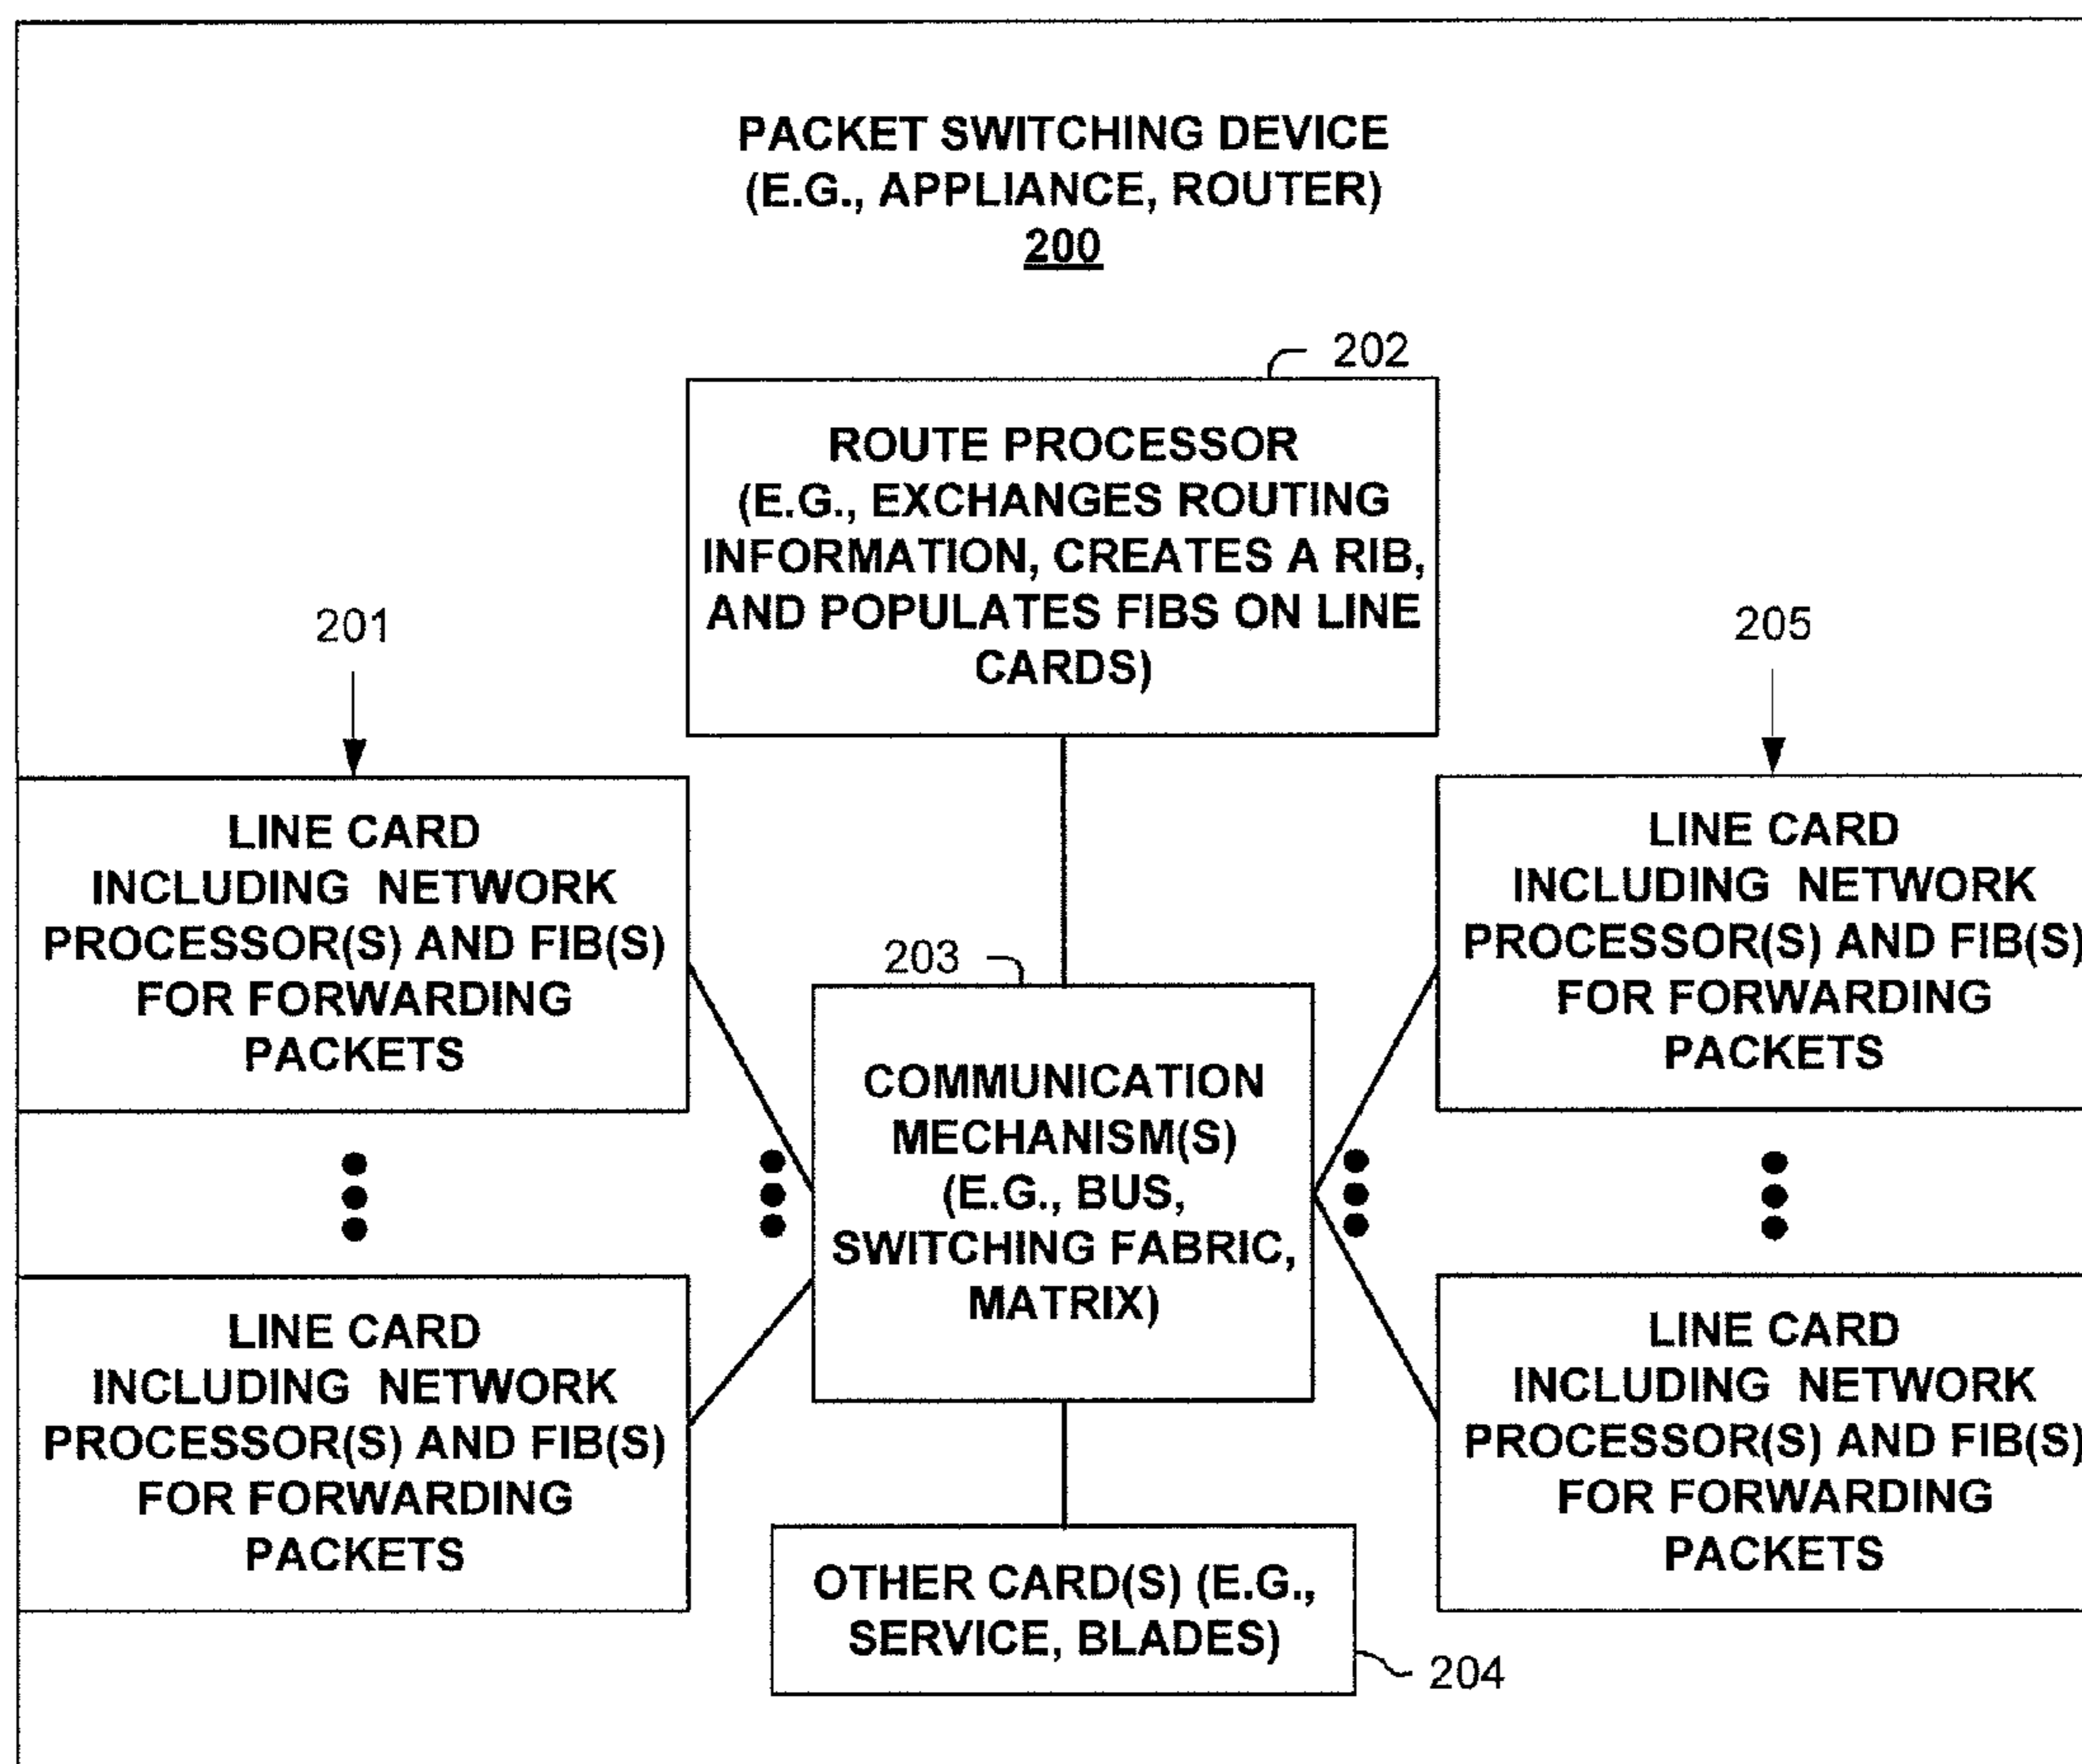 PACKET SWITCHING DEVICE
(E.G., APPLIANCE, ROUTER)
200
202
ROUTE PROCESSOR
(E.G., EXCHANGES ROUTING
INFORMATION, CREATES A RIB,
AND POPULATES FIBS ON LINE
CARDS)
201
205
LINE CARD
INCLUDING NETWORK
PROCESSOR(S) AND FIB(S)
FOR FORWARDING
PACKETS
LINE CARD
INCLUDING NETWORK
PROCESSOR(S) AND FIB(S)
FOR FORWARDING
PACKETS
203
COMMUNICATION
MECHANISM(S)
(E.G., BUS,
SWITCHING FABRIC,
MATRIX)
LINE CARD
INCLUDING NETWORK
PROCESSOR(S) AND FIB(S)
FOR FORWARDING
PACKETS
LINE CARD
INCLUDING NETWORK
PROCESSOR(S) AND FIB(S)
FOR FORWARDING
PACKETS
OTHER CARD(S) (E.G.,
SERVICE, BLADES)
204